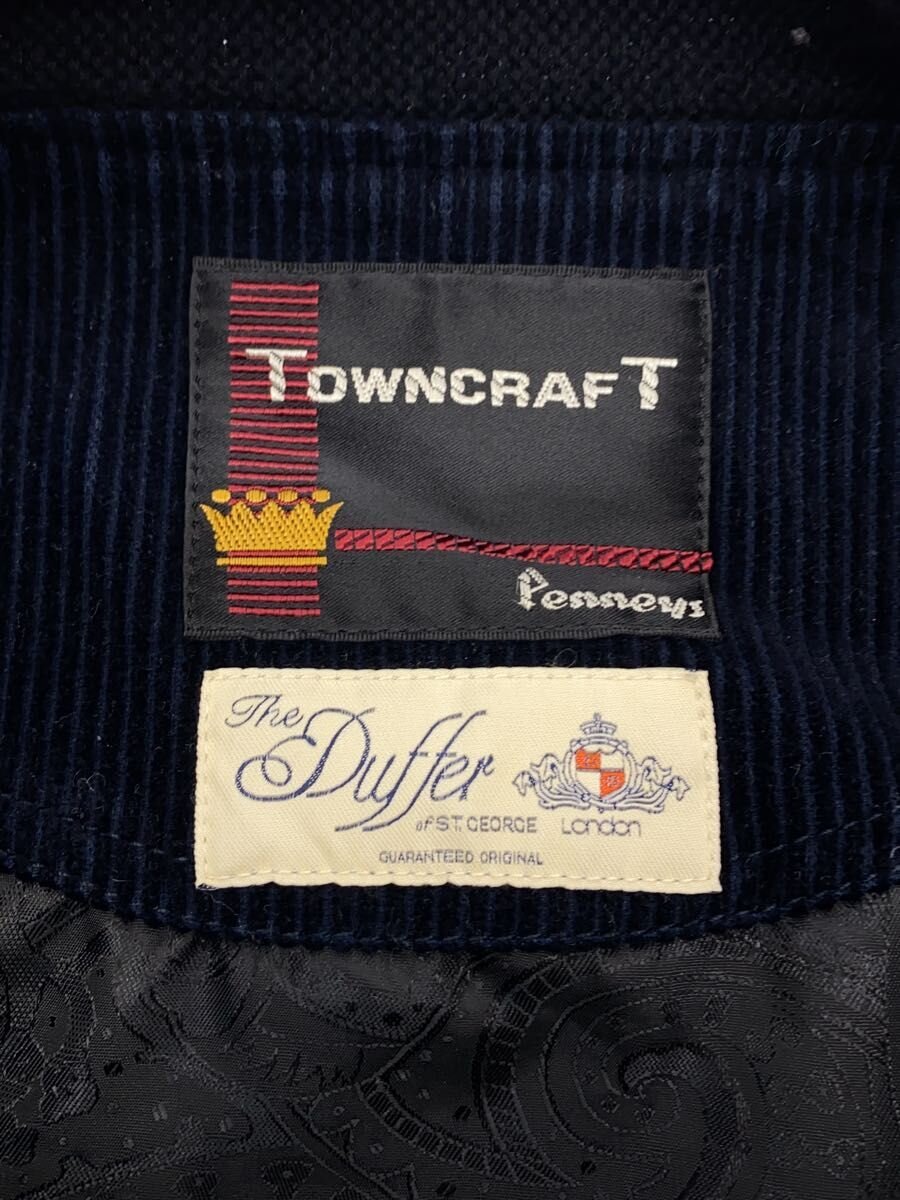 TOWNCRAFT
Penneys
The Duffer
of ST. GEORGE London
GUARANTEED ORIGINAL